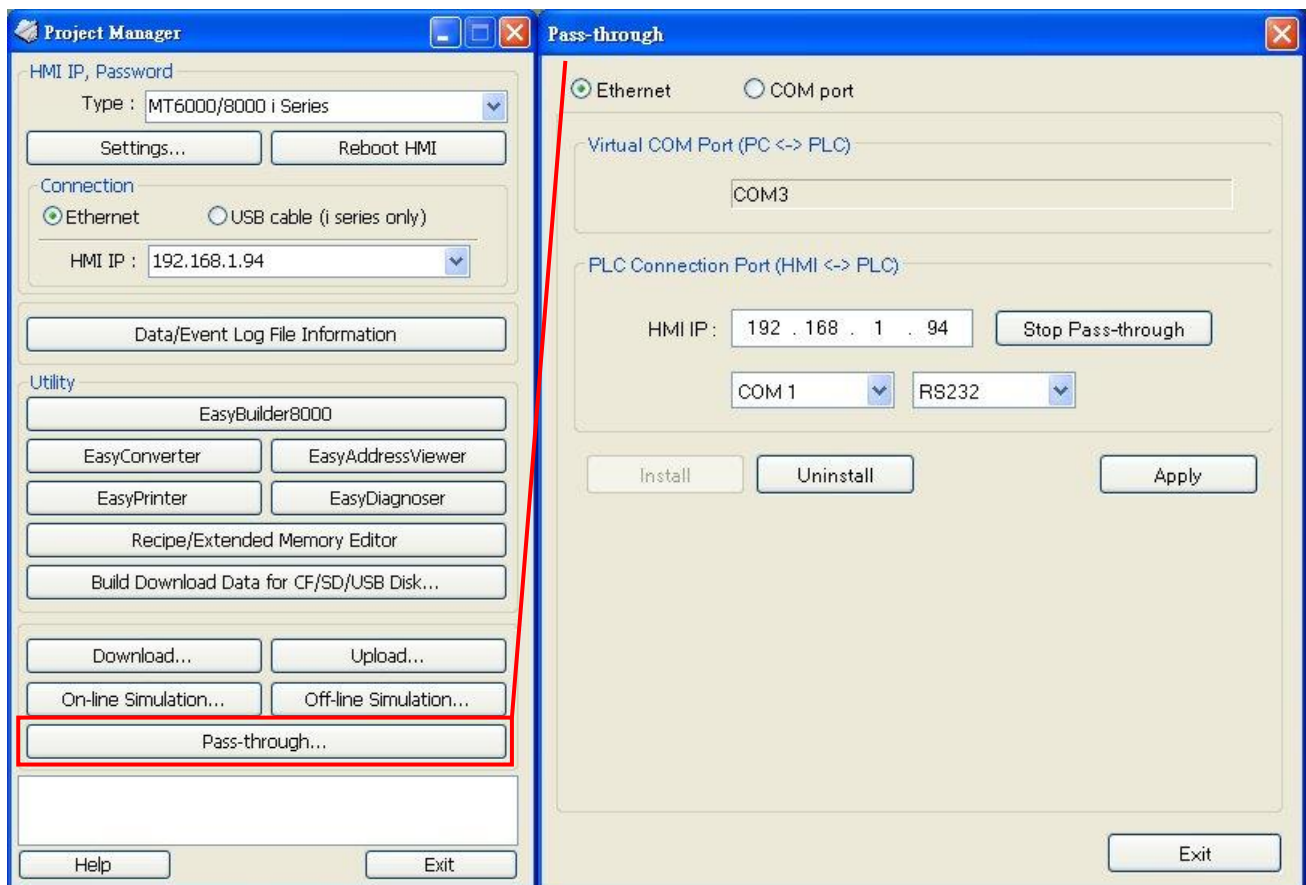 Project Manager
HMI IP, Password
Type : MT6000/8000 i Series
Settings... Reboot HMI
Connection
Ethernet USB cable (i series only)
HMI IP : 192.168.1.94
Data/Event Log File Information
Utility
EasyBuilder8000
EasyConverter EasyAddressViewer
EasyPrinter EasyDiagnoser
Recipe/Extended Memory Editor
Build Download Data for CF/SD/USB Disk...
Download... Upload...
On-line Simulation... Off-line Simulation...
Pass-through...
Help Exit
Pass-through
Ethernet COM port
Virtual COM Port (PC <-> PLC)
COM3
PLC Connection Port (HMI <-> PLC)
HMI IP : 192 . 168 . 1 . 94 Stop Pass-through
COM 1 RS232
Install Uninstall Apply
Exit